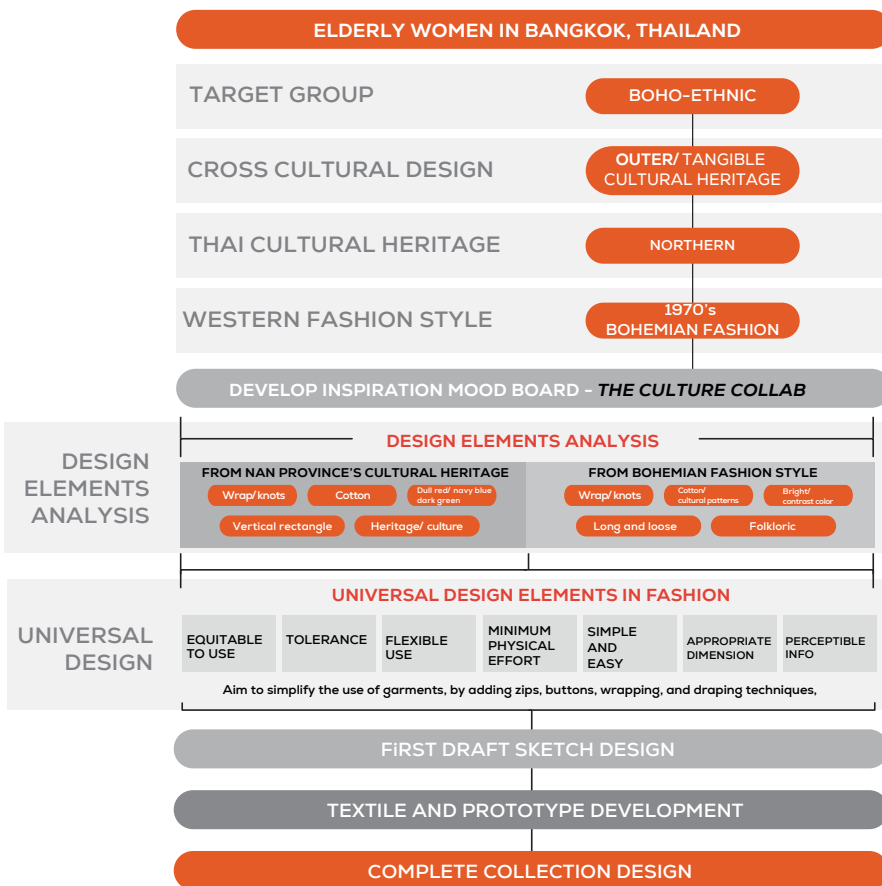 ELDERLY WOMEN IN BANGKOK, THAILAND
TARGET GROUP
BOHO-ETHNIC
CROSS CULTURAL DESIGN
OUTER/ TANGIBLE
CULTURAL HERITAGE
THAI CULTURAL HERITAGE
NORTHERN
WESTERN FASHION STYLE
1970's
BOHEMIAN FASHION
DEVELOP INSPIRATION MOOD BOARD - THE CULTURE COLLAB
DESIGN
ELEMENTS
ANALYSIS
DESIGN ELEMENTS ANALYSIS
FROM NAN PROVINCE'S CULTURAL HERITAGE
Wrap/ knots
Cotton
Dull red/ navy blue
dark green
Vertical rectangle
Heritage/ culture
FROM BOHEMIAN FASHION STYLE
Wrap/ knots
Cotton/
cultural patterns
Bright/
contrast color
Long and loose
Folkloric
UNIVERSAL
DESIGN
UNIVERSAL DESIGN ELEMENTS IN FASHION
EQUITABLE
TO USE
TOLERANCE
FLEXIBLE
USE
MINIMUM
PHYSICAL
EFFORT
SIMPLE
AND
EASY
APPROPRIATE
DIMENSION
PERCEPTIBLE
INFO
Aim to simplify the use of garments, by adding zips, buttons, wrapping, and draping techniques,
FiRST DRAFT SKETCH DESIGN
TEXTILE AND PROTOTYPE DEVELOPMENT
COMPLETE COLLECTION DESIGN